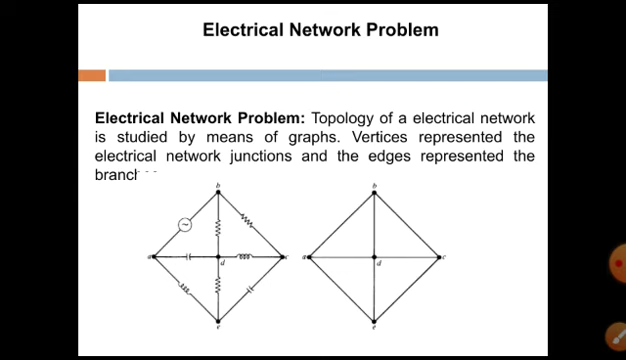 Electrical Network Problem
Electrical Network Problem: Topology of a electrical network
is studied by means of graphs. Vertices represented the
electrical network junctions and the edges represented the
b b
a d c a d c
e e